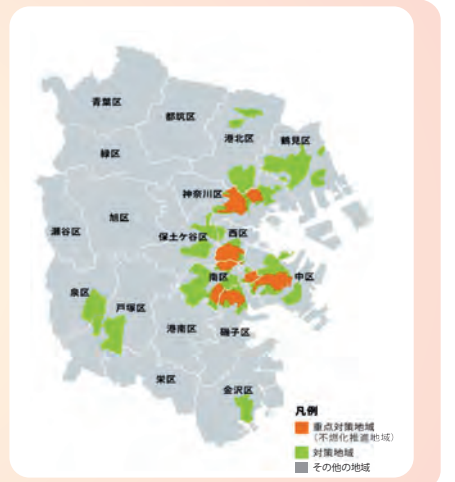 青葉区
都筑区
港北区
鶴見区
緑区
神奈川区
旭区
瀬谷区
保土ケ谷区
西区
南区
中区
泉区
戸塚区
港南区
磯子区
栄区
金沢区
凡例
重点対策地域
（不燃化推進地域）
対策地域
その他の地域